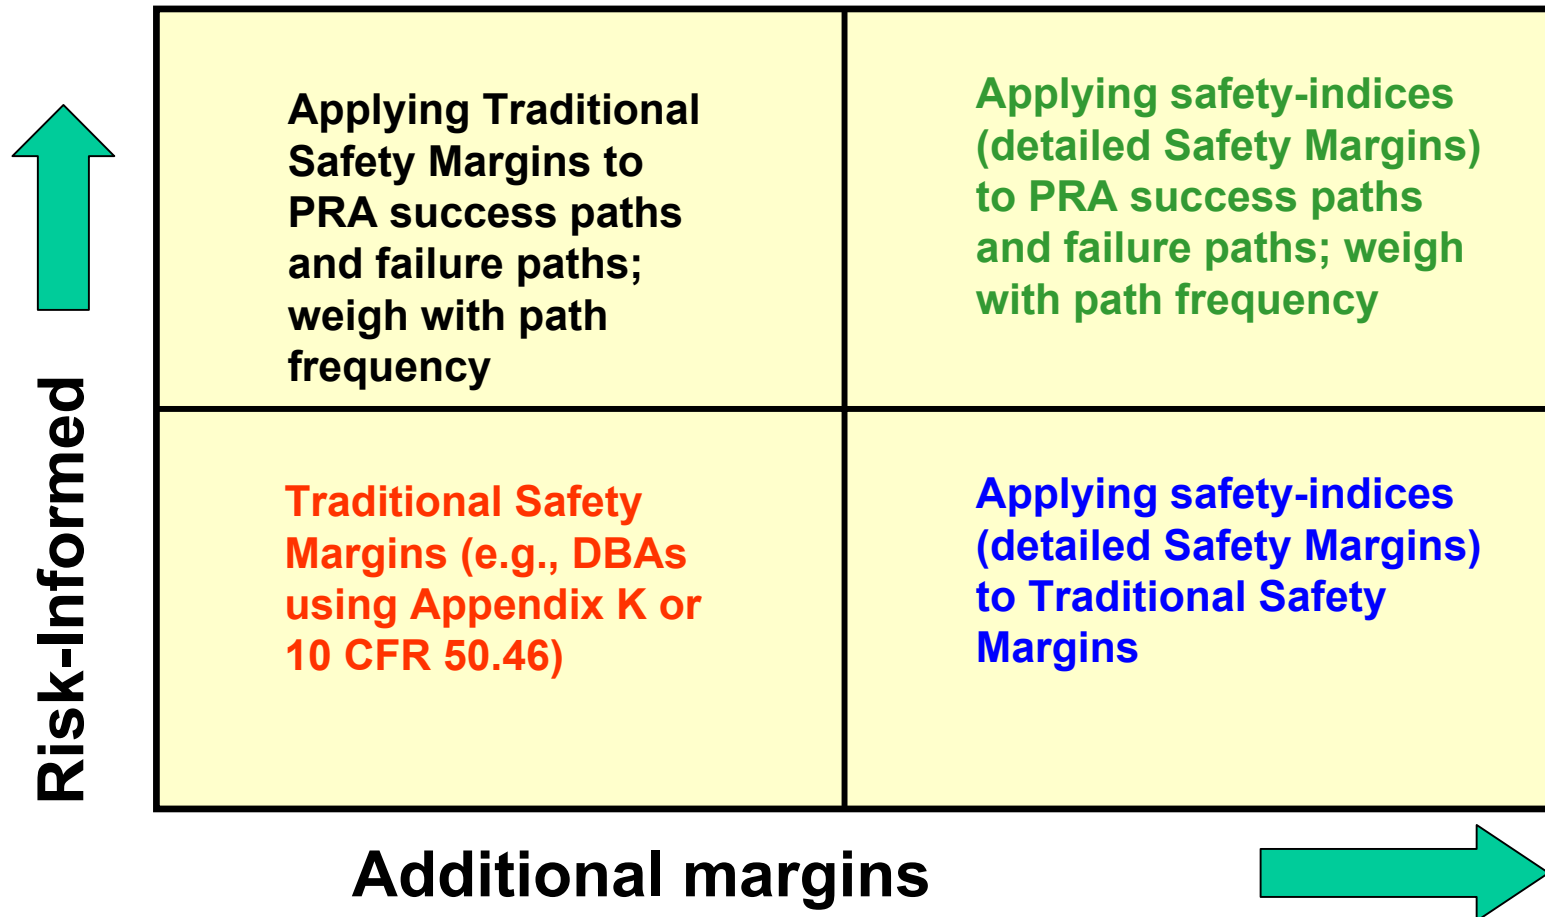 Applying Traditional
Safety Margins to
PRA success paths
and failure paths;
weigh with path
frequency
Applying safety-indices
(detailed Safety Margins)
to PRA success paths
and failure paths; weigh
with path frequency
Risk-Informed
Traditional Safety
Margins (e.g., DBAs
using Appendix K or
10 CFR 50.46)
Applying safety-indices
(detailed Safety Margins)
to Traditional Safety
Margins
Additional margins